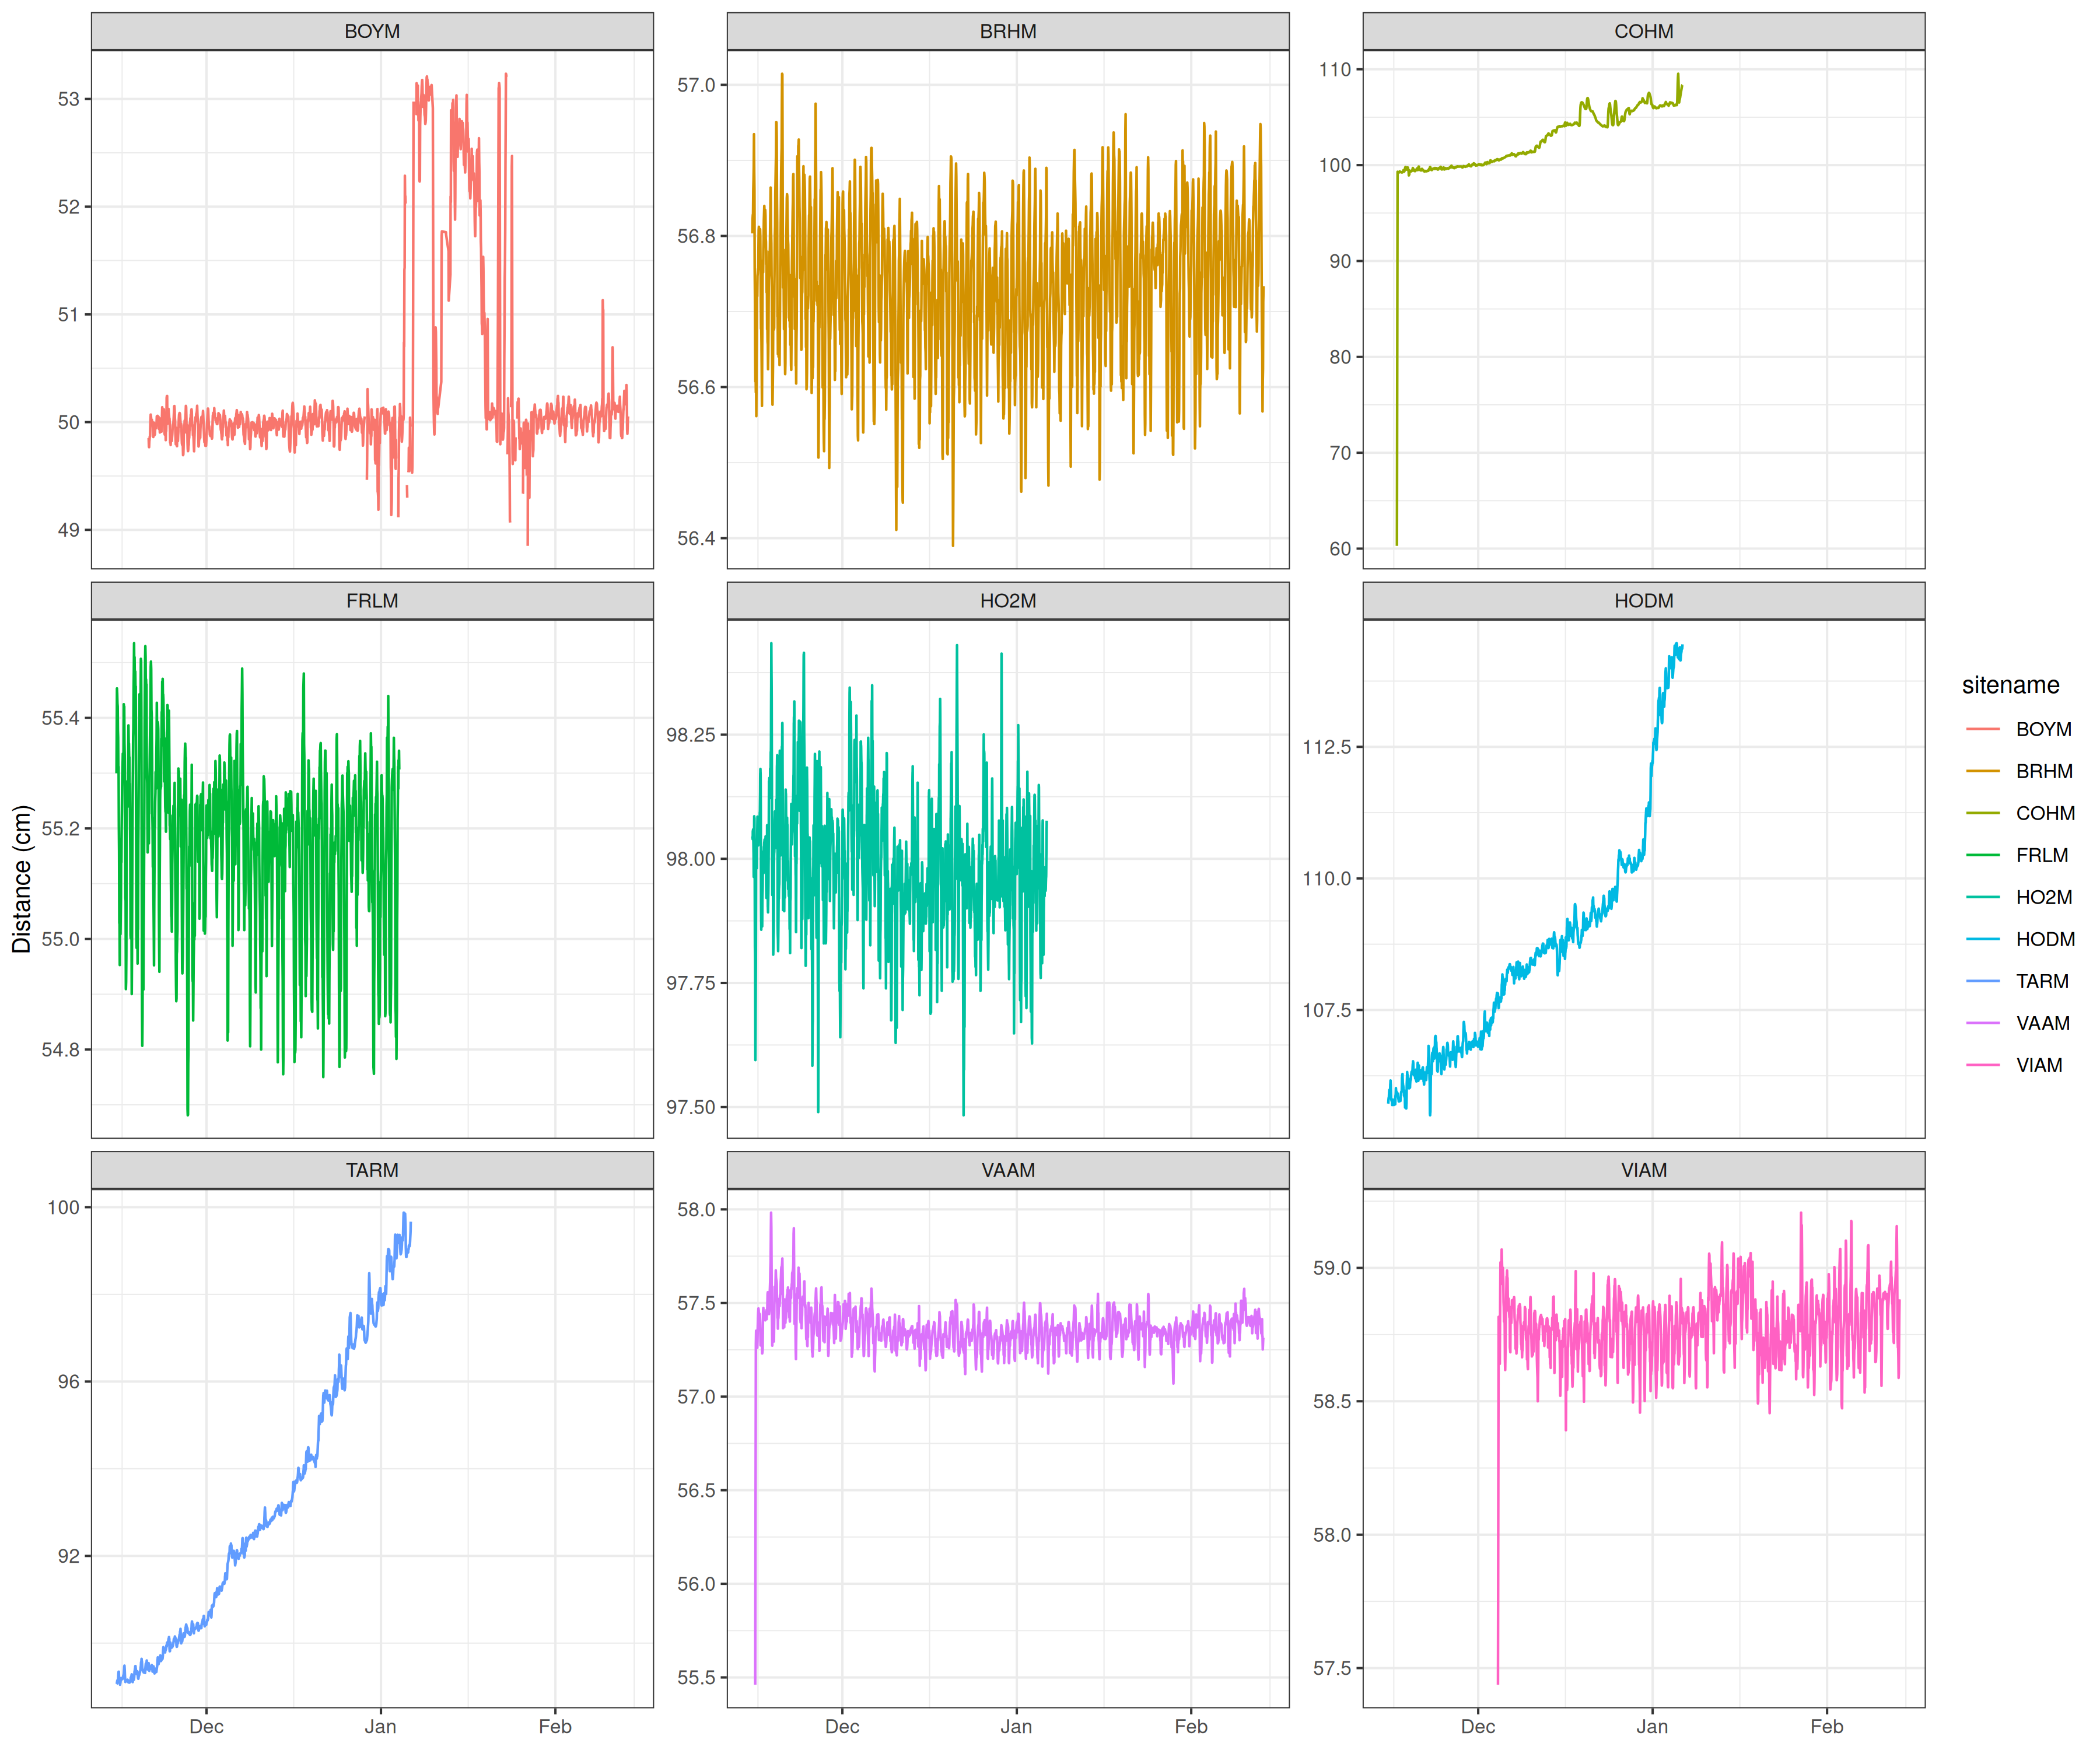 BOYM
BRHM
COHM
53
52
51
50
49
57.0
56.8
56.6
56.4
110
100
90
80
70
60
FRLM
HO2M
HODM
Distance (cm)
55.4
55.2
55.0
54.8
98.25
98.00
97.75
97.50
112.5
110.0
107.5
sitename
BOYM
BRHM
COHM
FRLM
HO2M
HODM
TARM
VAAM
VIAM
TARM
VAAM
VIAM
100
96
92
58.0
57.5
57.0
56.5
56.0
55.5
59.0
58.5
58.0
57.5
Dec Jan Feb
Dec Jan Feb
Dec Jan Feb